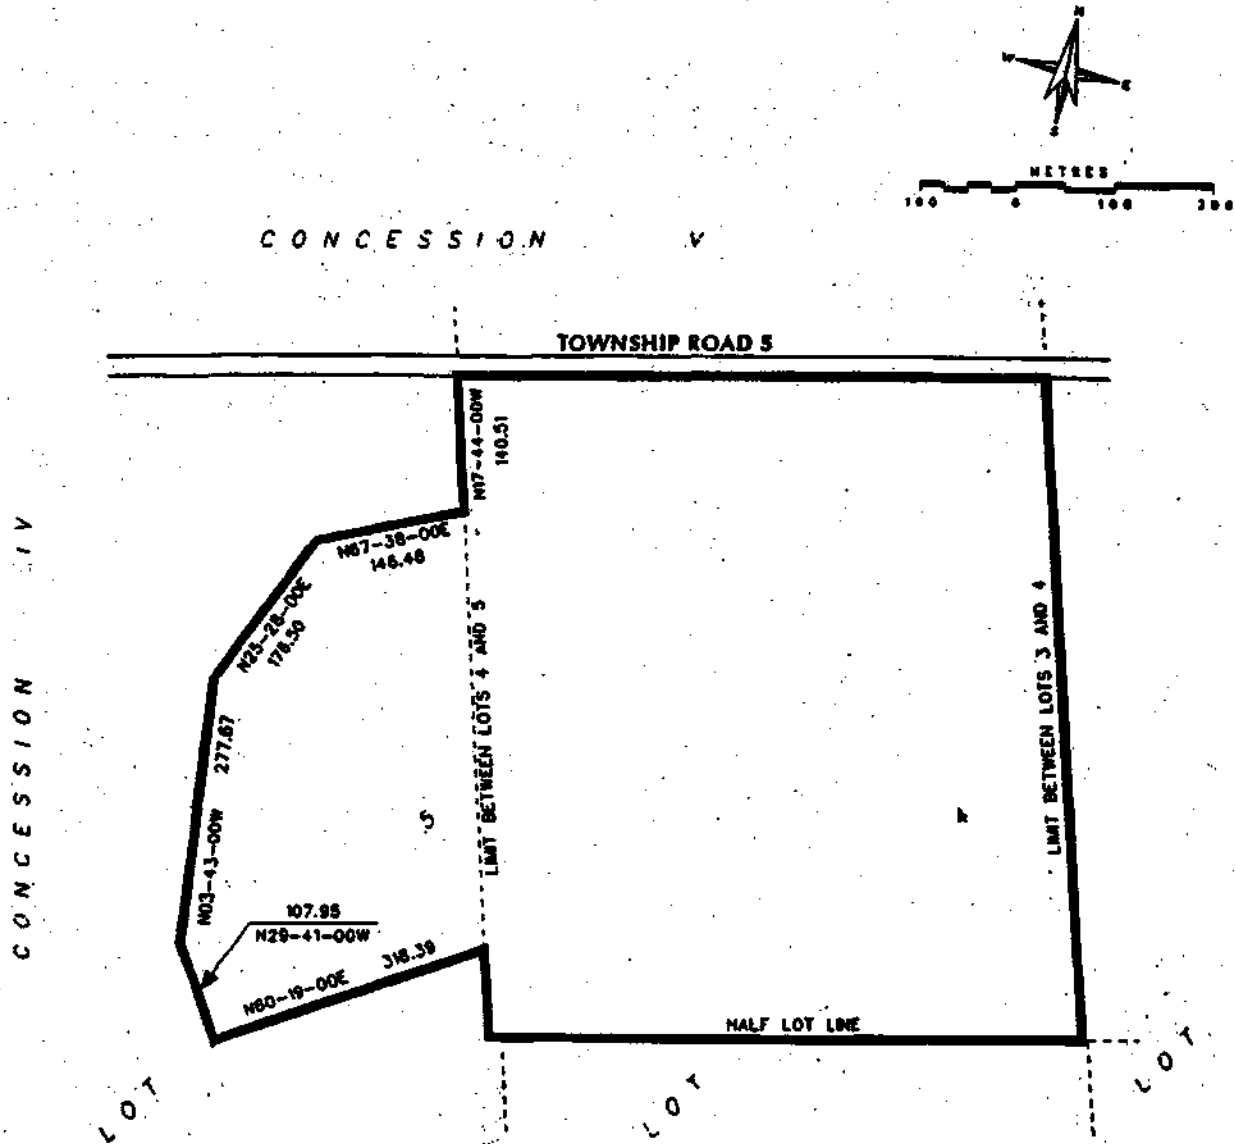 N
W
E
S
METRES
100 0 100 200
CONCESSION V
TOWNSHIP ROAD 5
N17-44-00W
140.51
N67-38-00E
146.48
N25-28-00E
178.50
277.67
N03-43-00W
107.95
N29-41-00W
N60-19-00E 318.39
LIMIT BETWEEN LOTS 4 AND 5
LIMIT BETWEEN LOTS 3 AND 4
5
HALF LOT LINE
CONCESSION IV
LOT
LOT
LOT